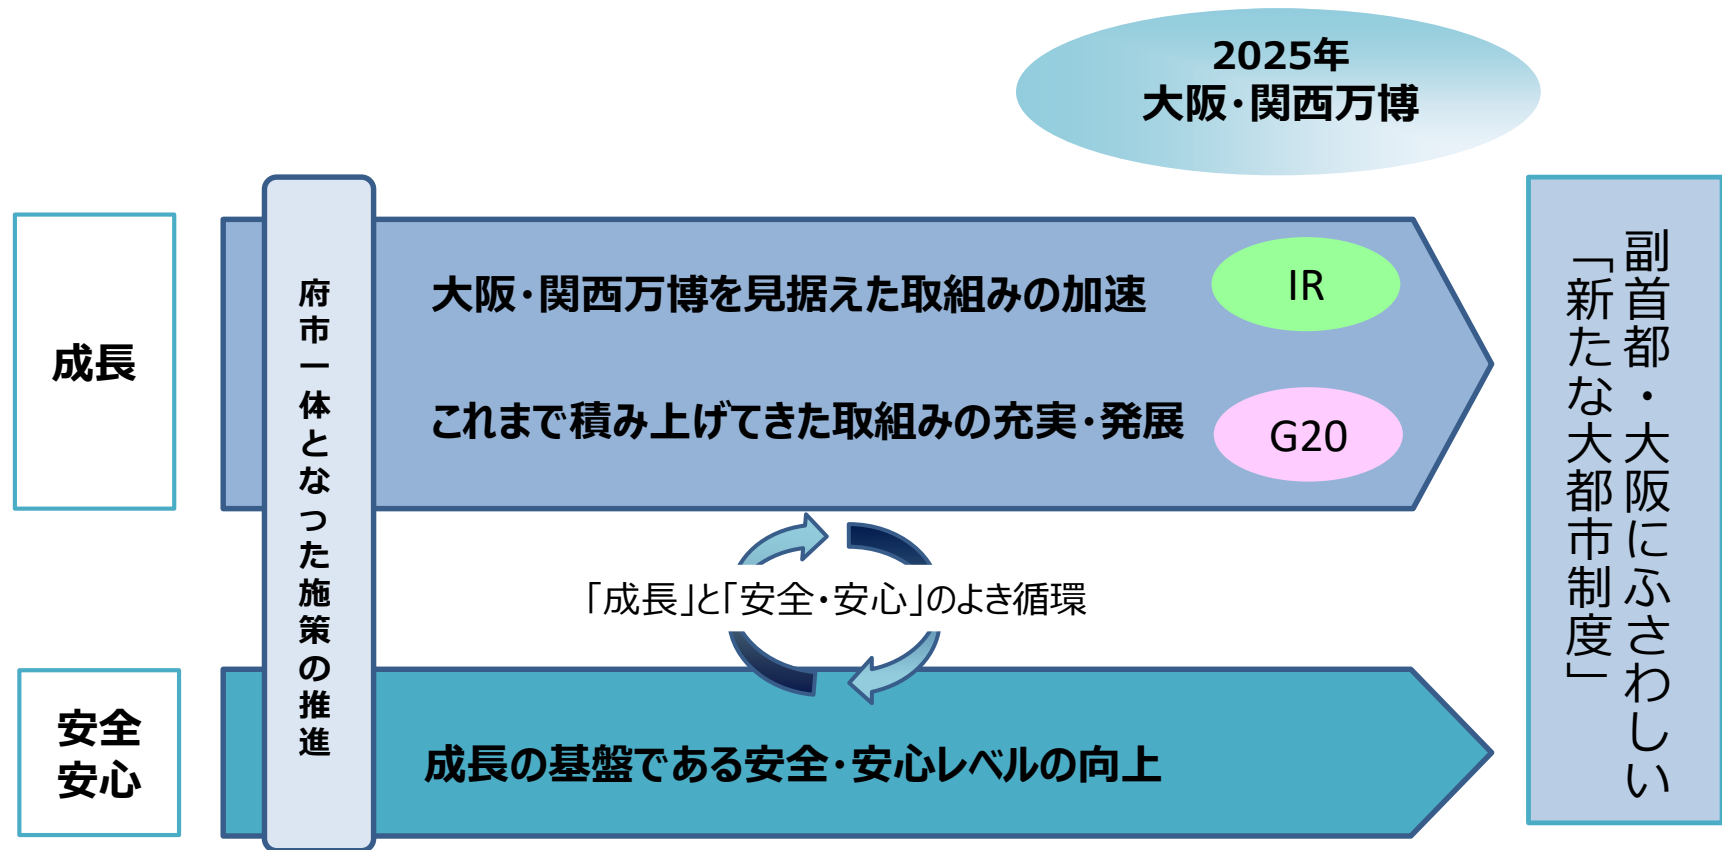 2025年
大阪・関西万博
成長
府市一体となった施策の推進
大阪・関西万博を見据えた取組みの加速
IR
これまで積み上げてきた取組みの充実・発展
G20
「成長」と「安全・安心」のよき循環
安全
安心
成長の基盤である安全・安心レベルの向上
副首都・大阪にふさわしい
「新たな大都市制度」